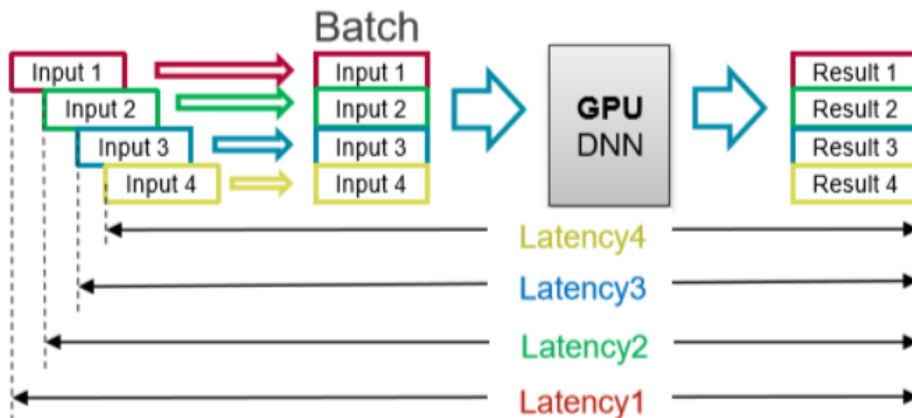 Batch
Input 1
Input 2
Input 3
Input 4
Input 1
Input 2
Input 3
Input 4
GPU
DNN
Result 1
Result 2
Result 3
Result 4
Latency4
Latency3
Latency2
Latency1